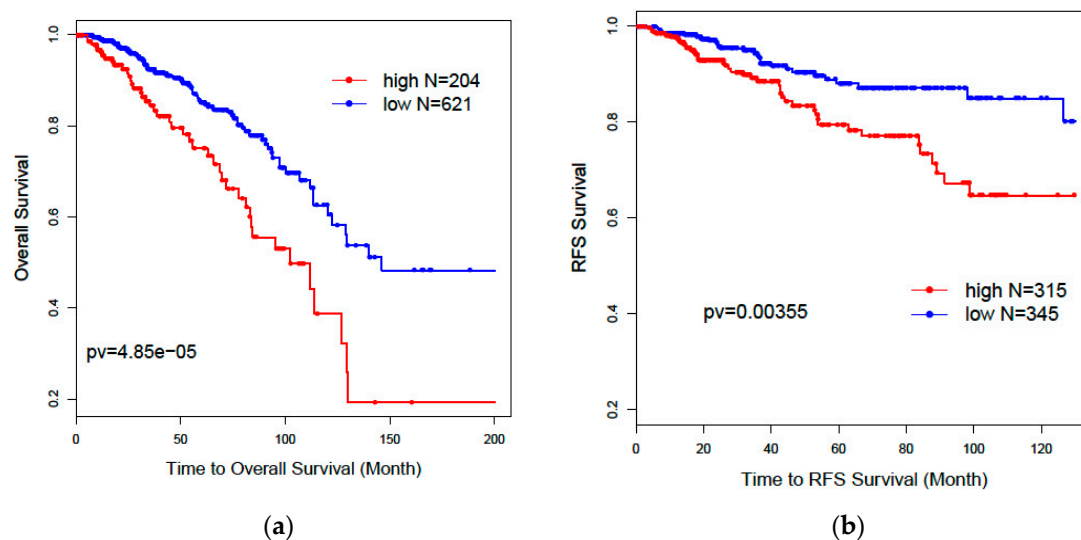 Overall Survival
1.0
0.8
0.6
0.4
0.2
high N=204
low N=621
pv=4.85e−05
0 50 100 150 200
Time to Overall Survival (Month)
(a)
RFS Survival
1.0
0.8
0.6
0.4
0.2
high N=315
low N=345
pv=0.00355
0 20 40 60 80 100 120
Time to RFS Survival (Month)
(b)